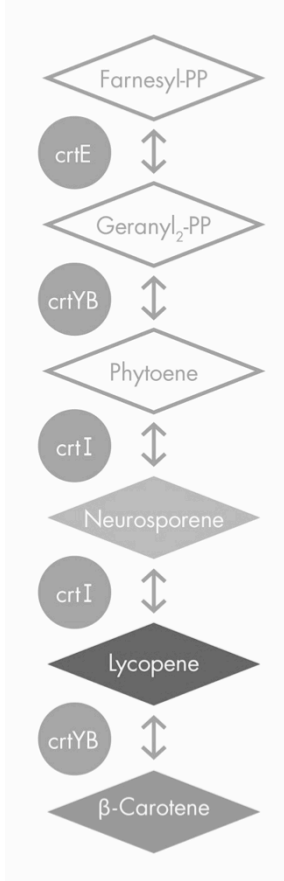 Farnesyl-PP
crtE
Geranyl₂-PP
crtYB
Phytoene
crtI
Neurosporene
crtI
Lycopene
crtYB
β-Carotene